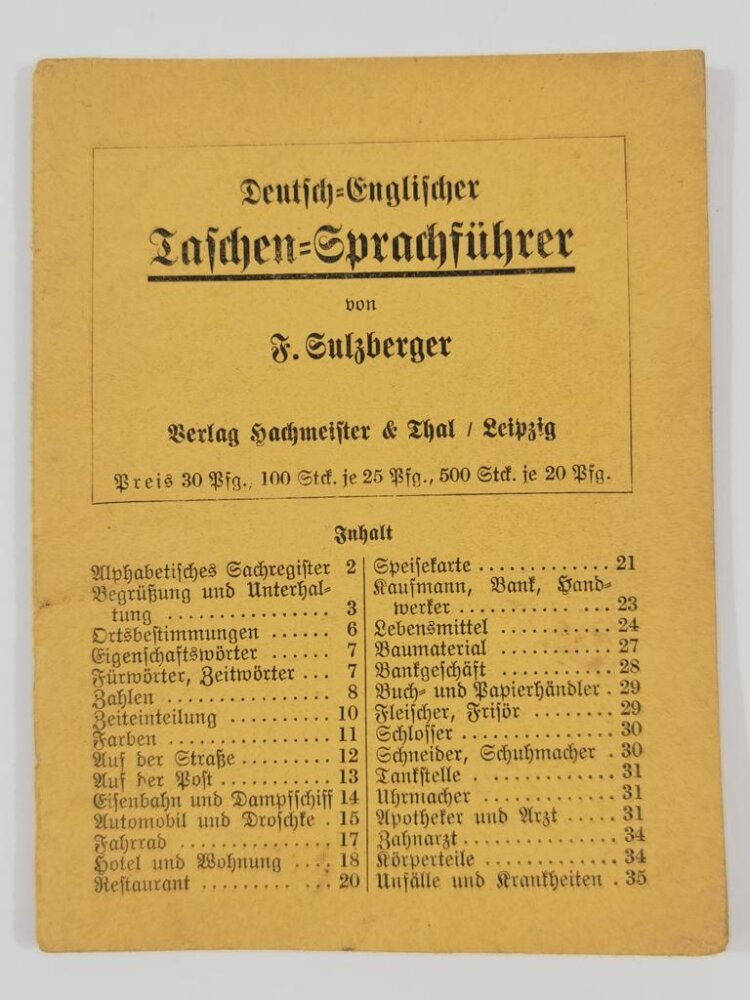 Deutsch=Englischer
Taschen=Sprachführer
von
F. Sulzberger
Verlag Hachmeister & Thal / Leipzig
Preis 30 Pfg., 100 Stck. je 25 Pfg., 500 Stck. je 20 Pfg.
Inhalt
Alphabetisches Sachregister 2
Begrüßung und Unterhal=
tung ................ 3
Ortsbestimmungen ...... 6
Eigenschaftswörter ...... 7
Fürwörter, Zeitwörter ... 7
Zahlen ................. 8
Zeiteinteilung .......... 10
Farben ................. 11
Auf der Straße .......... 12
Auf der Post ............ 13
Eisenbahn und Dampfschiff 14
Automobil und Droschke . 15
Fahrrad ................ 17
Hotel und Wohnung .... 18
Restaurant ............. 20
Speisekarte ............. 21
Kaufmann, Bank, Hand=
werker ............... 23
Lebensmittel ........... 24
Baumaterial ............ 27
Bankgeschäft ........... 28
Buch= und Papierhändler . 29
Fleischer, Frisör ........ 29
Schlosser ............... 30
Schneider, Schuhmacher . 30
Tankstelle . ............ 31
Uhrmacher ............. 31
Apotheker und Arzt ..... 31
Zahnarzt ............... 34
Körperteile ............. 34
Unfälle und Krankheiten . 35